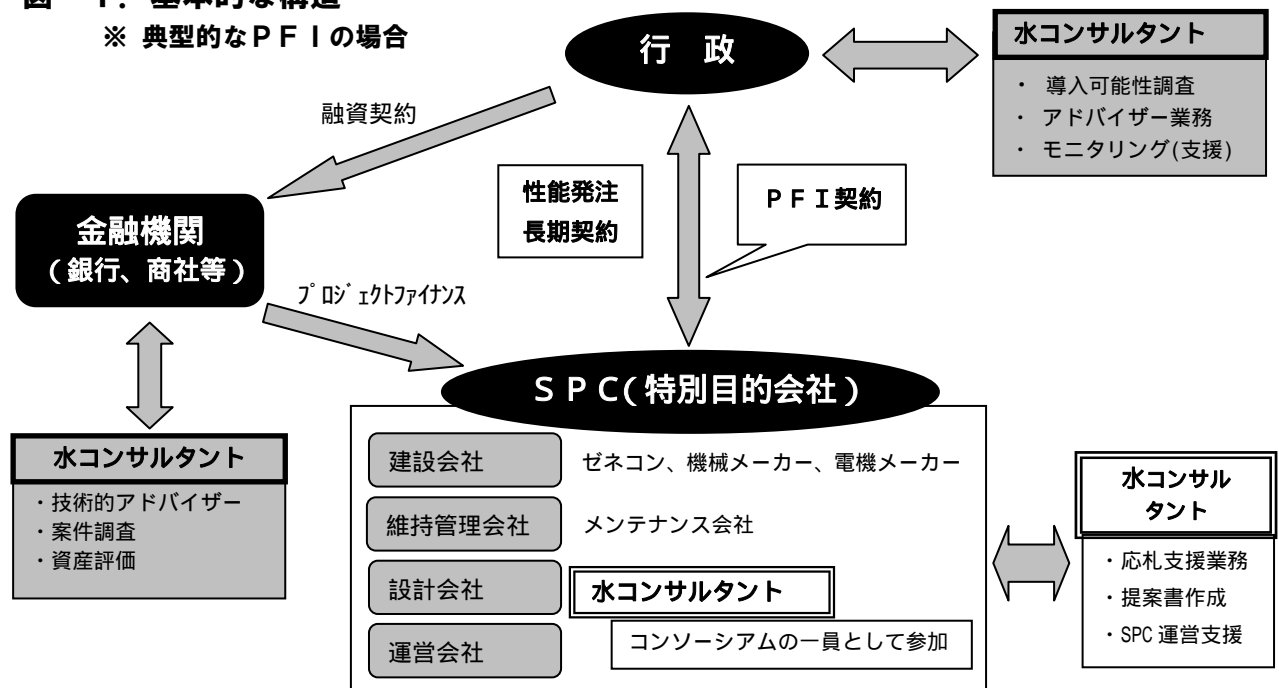 図 1. 基本的な構造
※ 典型的なＰＦＩの場合
行 政
水コンサルタント
・ 導入可能性調査
・ アドバイザー業務
・ モニタリング(支援)
融資契約
性能発注
長期契約
ＰＦＩ契約
金融機関
（銀行、商社等）
ﾌﾟﾛｼﾞｪｸﾄﾌｧｲﾅﾝｽ
ＳＰＣ(特別目的会社)
水コンサルタント
・技術的アドバイザー
・案件調査
・資産評価
建設会社 ゼネコン、機械メーカー、電機メーカー
維持管理会社 メンテナンス会社
設計会社 水コンサルタント
コンソーシアムの一員として参加
運営会社
水コンサル
タント
・応札支援業務
・提案書作成
・SPC 運営支援